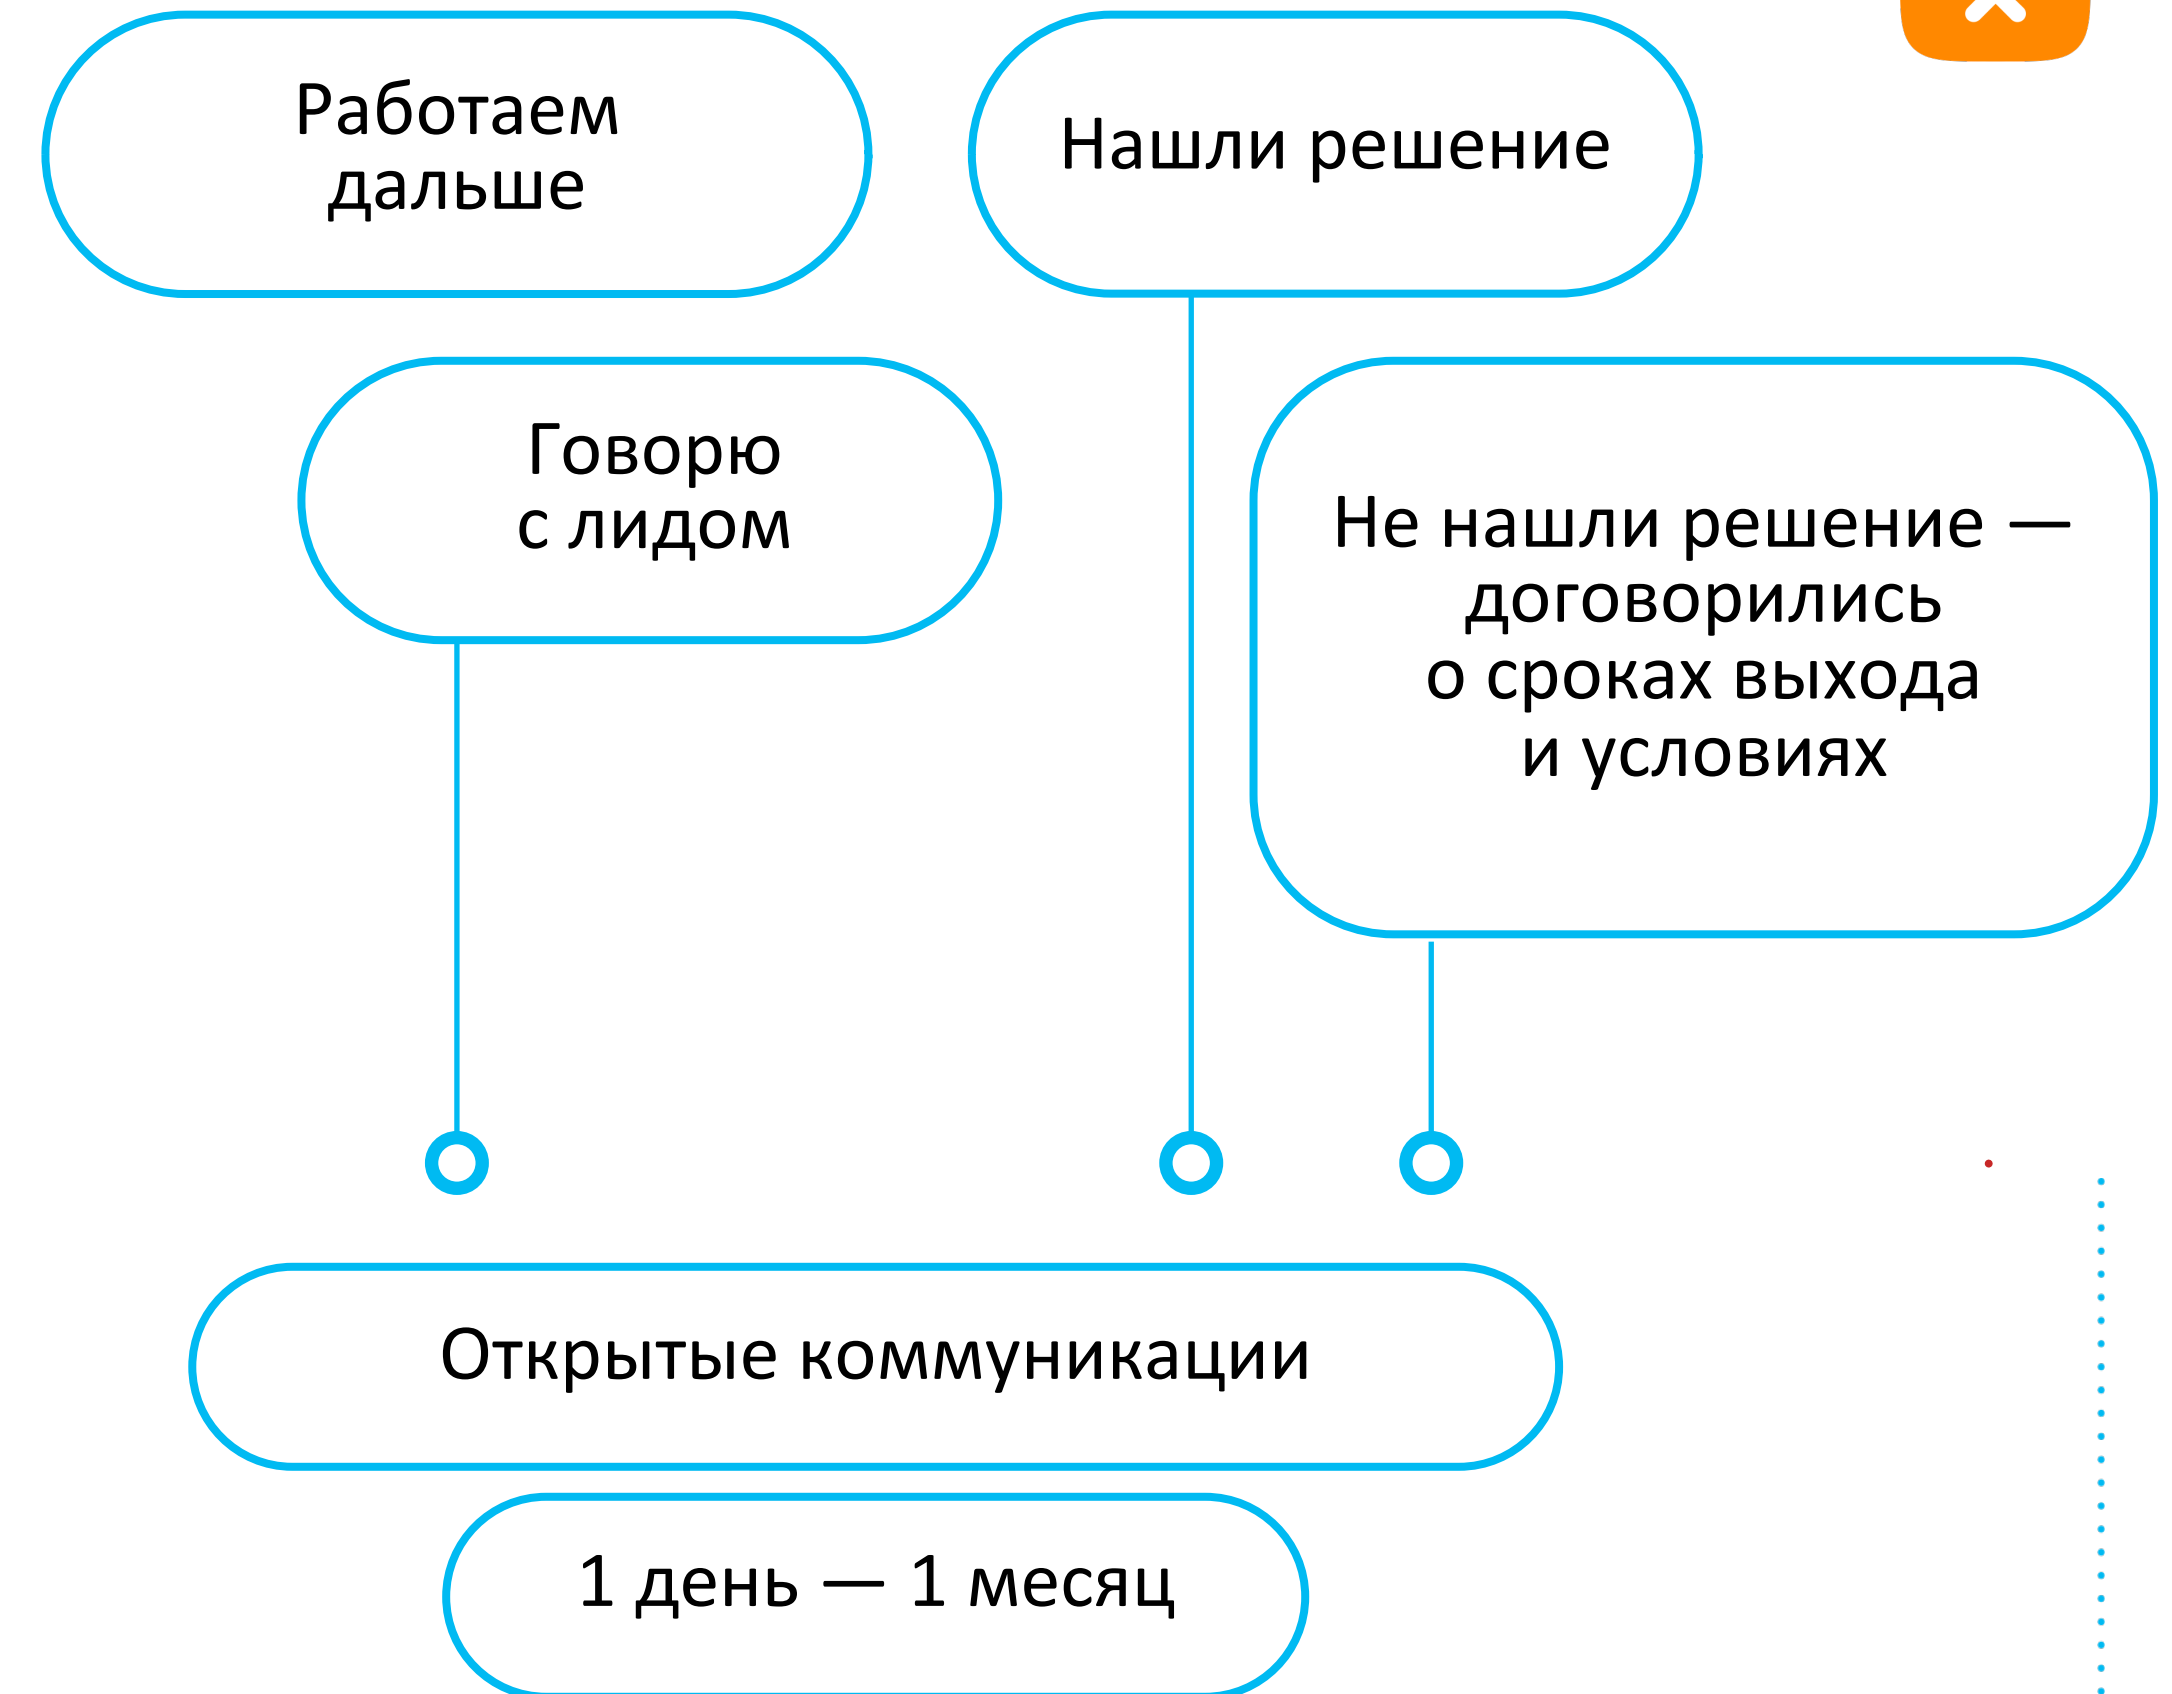 Работаем
дальше
Нашли решение
Говорю
с лидом
Не нашли решение —
договорились
о сроках выхода
и условиях
Открытые коммуникации
1 день — 1 месяц